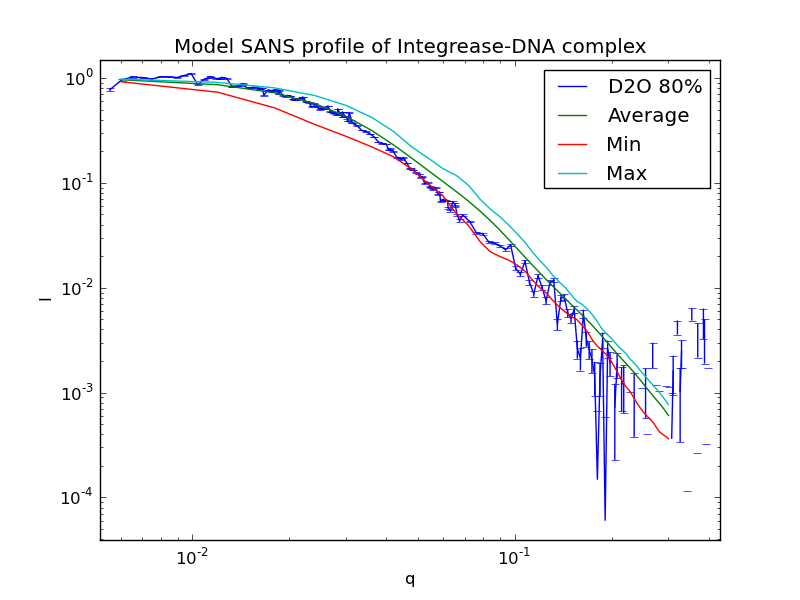 Model SANS profile of Integrease-DNA complex
10^0
10^-1
10^-2
10^-3
10^-4
I
D2O 80%
Average
Min
Max
10^-2
10^-1
q